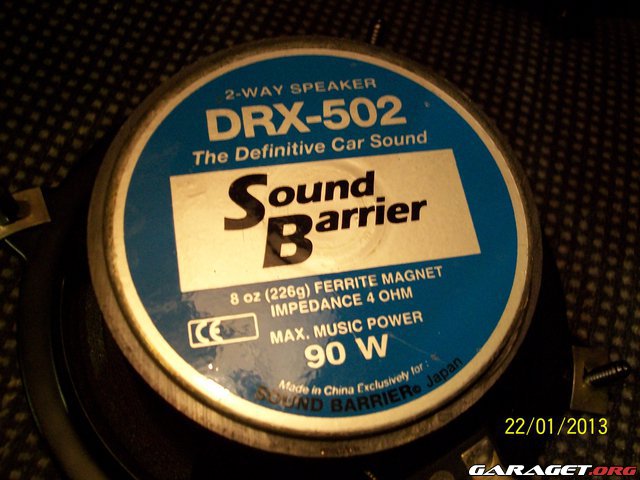 2-WAY SPEAKER
DRX-502
The Definitive Car Sound
Sound
Barrier
8 oz (226g) FERRITE MAGNET
IMPEDANCE 4 OHM
CE
MAX. MUSIC POWER
90 W
Made in China Exclusively for :
SOUND BARRIER© Japan
22/01/2013
GARAGET.ORG